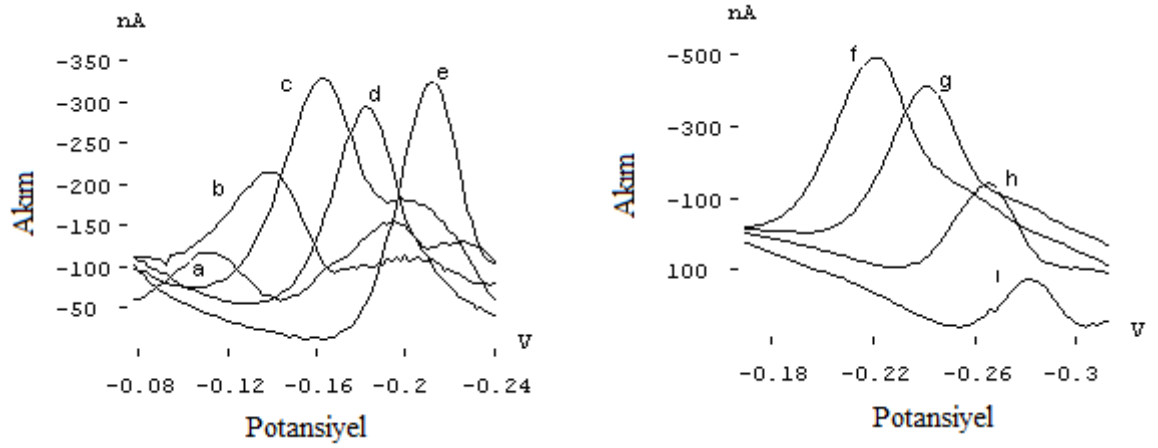 nA
-350
-300
-250
-200
-150
-100
-50
Akım
a
b
c
d
e
V
-0.08 -0.12 -0.16 -0.2 -0.24
Potansiyel
nA
-500
-300
-100
100
Akım
f
g
h
i
V
-0.18 -0.22 -0.26 -0.3
Potansiyel